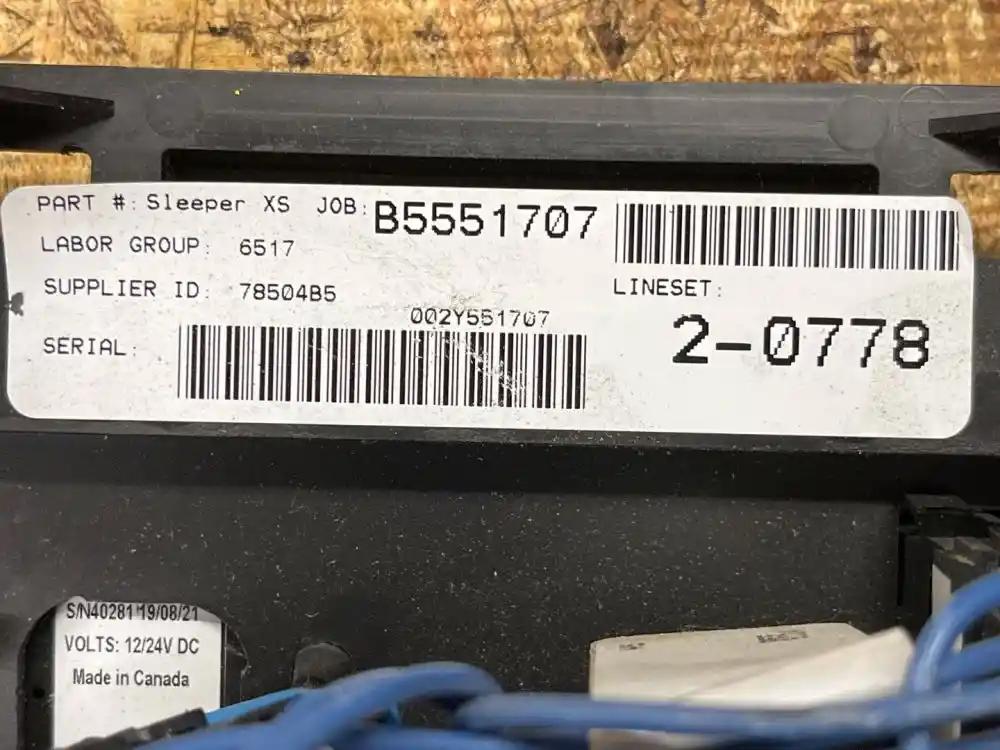 PART #: Sleeper XS JOB: B5551707
LABOR GROUP: 6517
SUPPLIER ID: 78504B5
LINESET:
2-0778
002Y551707
SERIAL:
S/N40281 19/08/21
VOLTS: 12/24V DC
Made in Canada